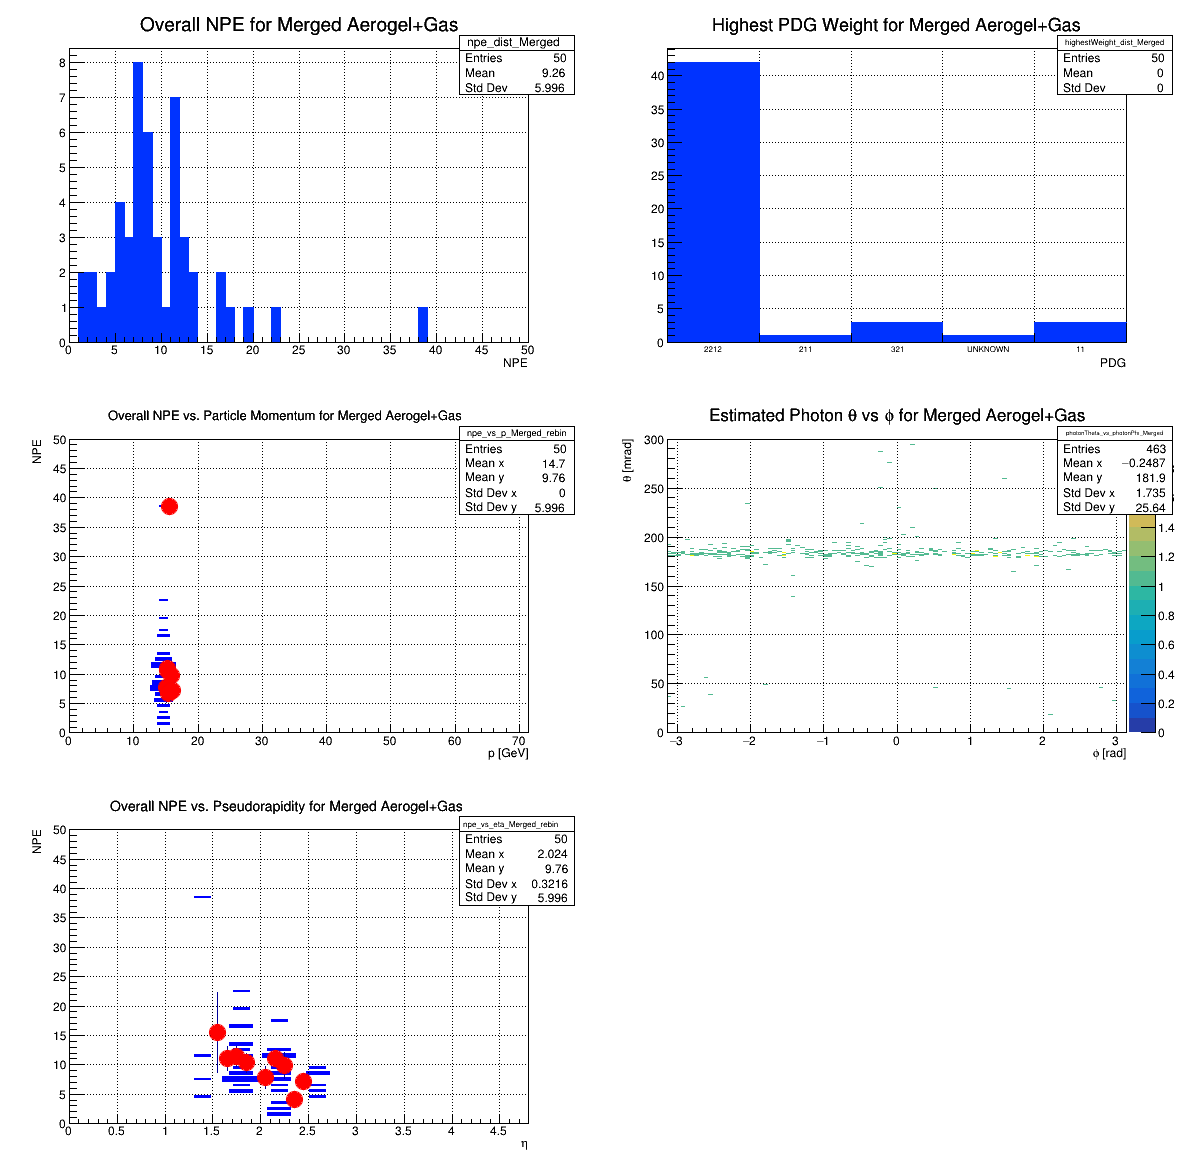 Overall NPE for Merged Aerogel+Gas
npe_dist_Merged
Entries 50
Mean 9.26
Std Dev 5.996
8
7
6
5
4
3
2
1
0
0 5 10 15 20 25 30 35 40 45 50
NPE
Highest PDG Weight for Merged Aerogel+Gas
highestWeight_dist_Merged
Entries 50
Mean 0
Std Dev 0
40
35
30
25
20
15
10
5
0
2212 211 321 UNKNOWN 11
PDG
Overall NPE vs. Particle Momentum for Merged Aerogel+Gas
npe_vs_p_Merged_rebin
Entries 50
Mean x 14.7
Mean y 9.76
Std Dev x 0
Std Dev y 5.996
NPE
50
45
40
35
30
25
20
15
10
5
0
0 10 20 30 40 50 60 70
p [GeV]
Estimated Photon θ vs ϕ for Merged Aerogel+Gas
photonTheta_vs_photonPhi_Merged
Entries 463
Mean x −0.2487
Mean y 181.9
Std Dev x 1.735
Std Dev y 25.64
θ [mrad]
300
250
200
150
100
50
0
−3 −2 −1 0 1 2 3
ϕ [rad]
1.4
1.2
1
0.8
0.6
0.4
0.2
0
Overall NPE vs. Pseudorapidity for Merged Aerogel+Gas
npe_vs_eta_Merged_rebin
Entries 50
Mean x 2.024
Mean y 9.76
Std Dev x 0.3216
Std Dev y 5.996
NPE
50
45
40
35
30
25
20
15
10
5
0
0 0.5 1 1.5 2 2.5 3 3.5 4 4.5
η